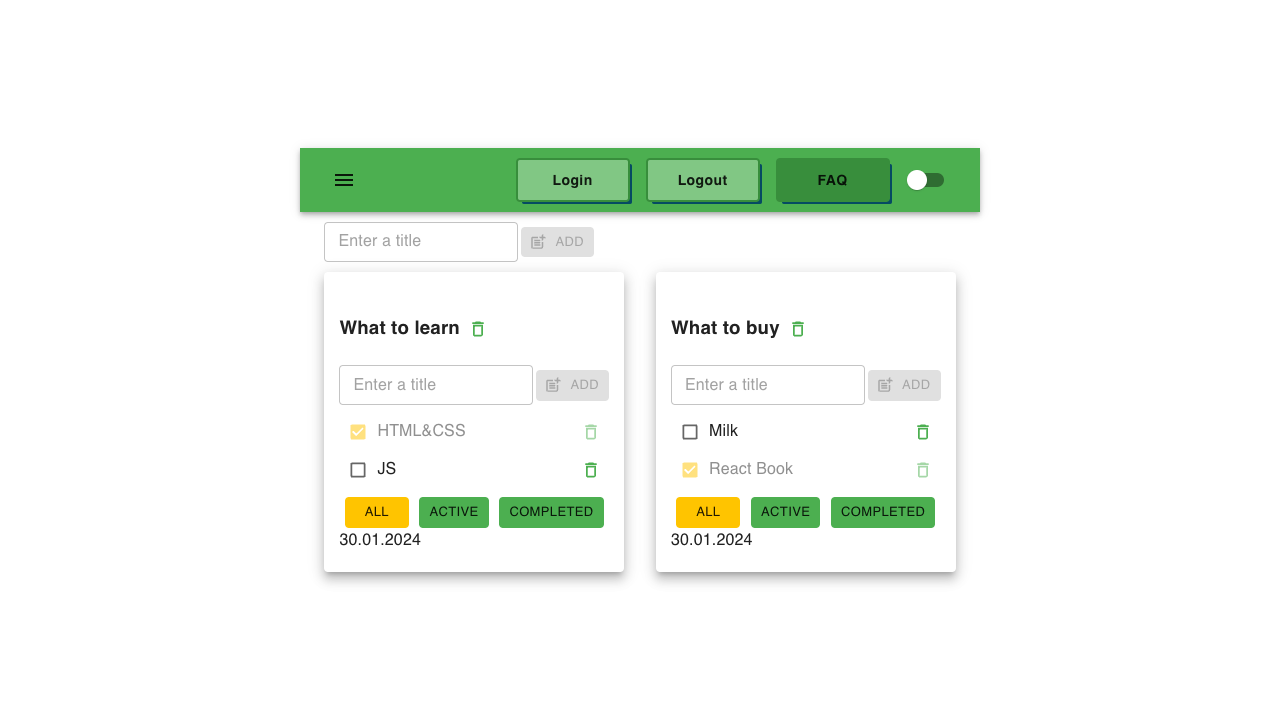 Login Logout FAQ
Enter a title ADD
What to learn
Enter a title ADD
HTML&CSS
JS
ALL ACTIVE COMPLETED
30.01.2024
What to buy
Enter a title ADD
Milk
React Book
ALL ACTIVE COMPLETED
30.01.2024